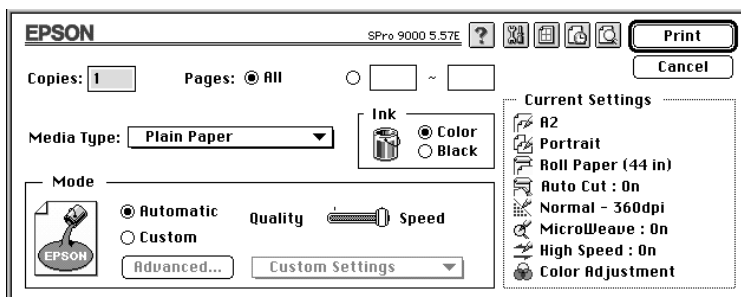 EPSON
SPro 9000 5.57E
?
Print
Cancel
Copies: 1
Pages: All
~
Media Type: Plain Paper
Ink
Color
Black
Mode
EPSON
Automatic
Custom
Quality
Speed
Advanced...
Custom Settings
Current Settings
A2
Portrait
Roll Paper (44 in)
Auto Cut : On
Normal - 360dpi
MicroWeave : On
High Speed : On
Color Adjustment